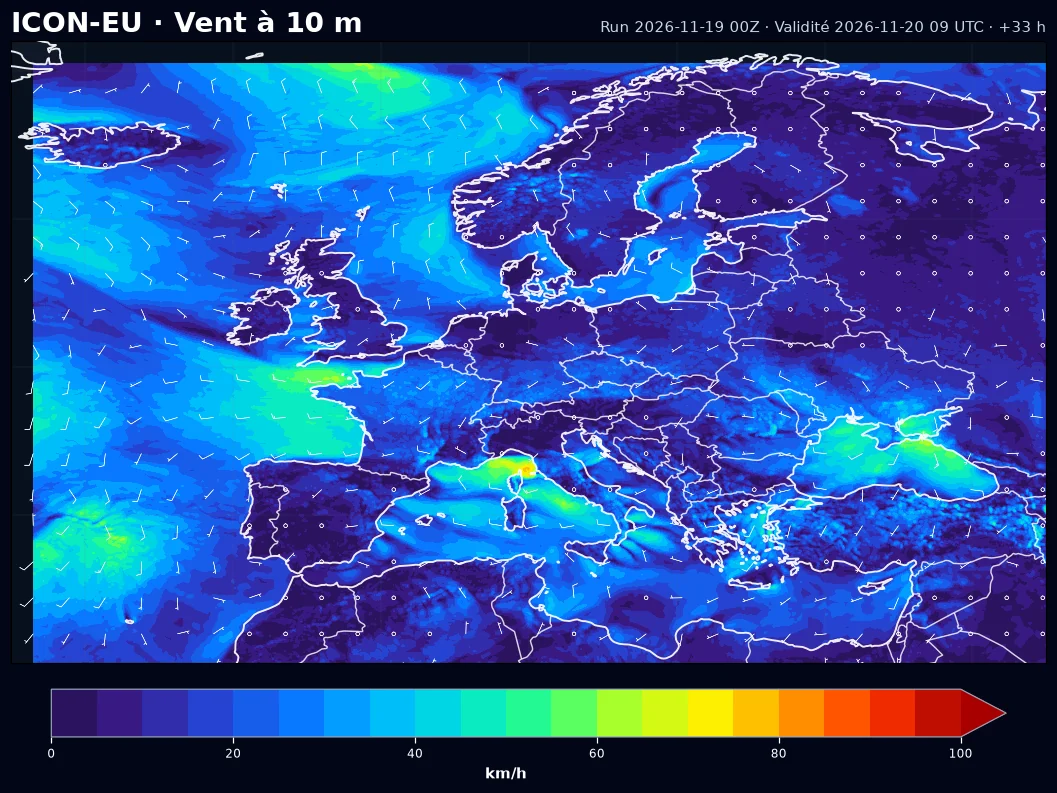 ICON-EU · Vent à 10 m
Run 2026-11-19 00Z · Validité 2026-11-20 09 UTC · +33 h
0 20 40 60 80 100
km/h